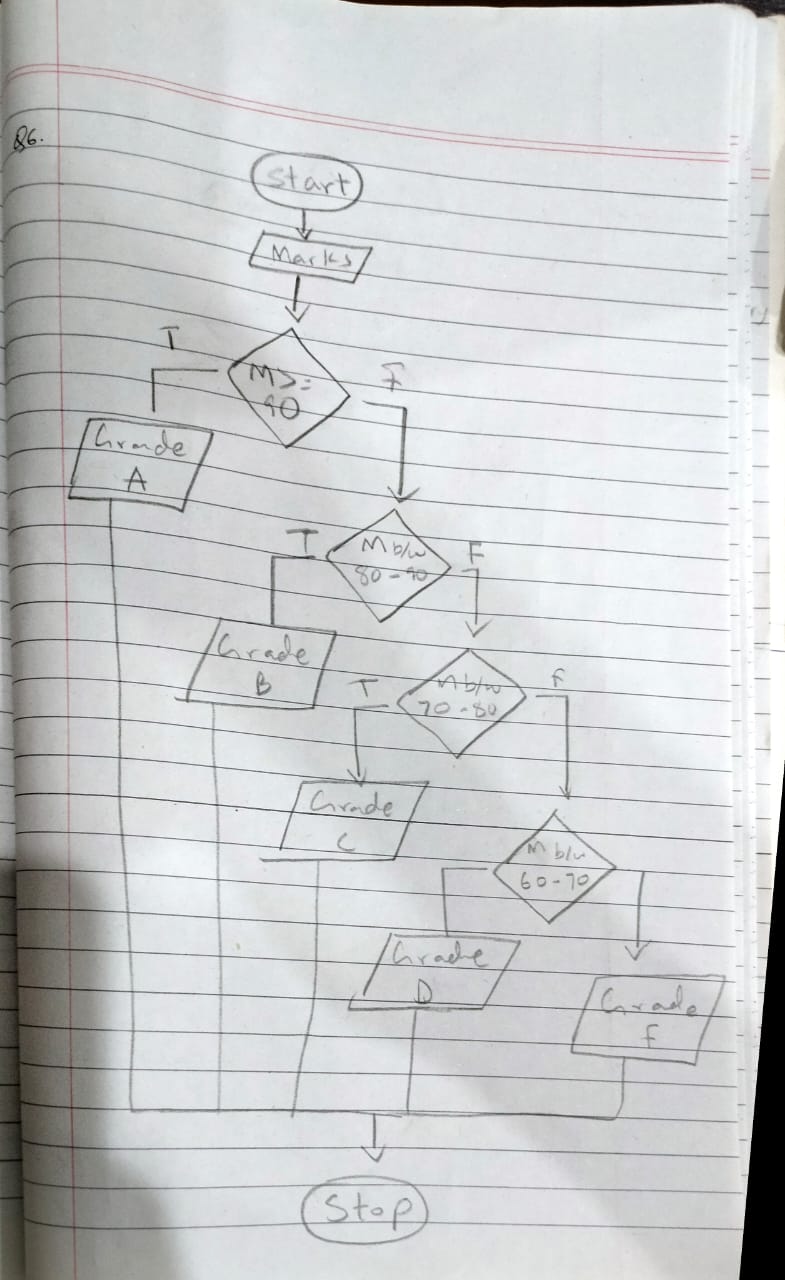 Q6.
Start
Marks
T
F
M>=
90
Grade
A
T
F
M b/w
80-90
Grade
B
T
F
M b/w
70-80
Grade
C
M b/w
60-70
Grade
D
Grade
F
Stop